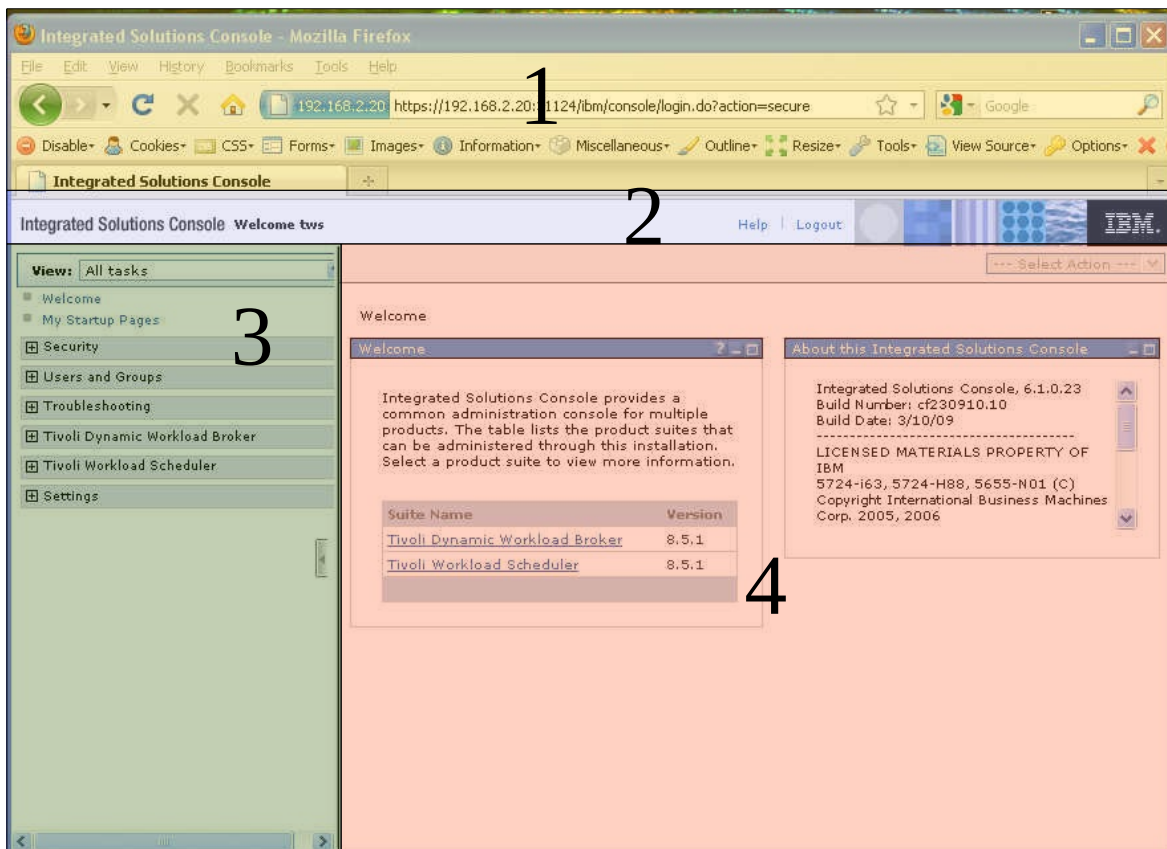 Integrated Solutions Console - Mozilla Firefox
File Edit View History Bookmarks Tools Help
1
192.168.2.20 https://192.168.2.20:31124/ibm/console/login.do?action=secure Google
Disable Cookies CSS Forms Images Information Miscellaneous Outline Resize Tools View Source Options
Integrated Solutions Console
2
Integrated Solutions Console Welcome tws Help Logout IBM.
View: All tasks
--- Select Action ---
Welcome
My Startup Pages
3
Security
Users and Groups
Troubleshooting
Tivoli Dynamic Workload Broker
Tivoli Workload Scheduler
Settings
Welcome
Welcome ?
Integrated Solutions Console provides a
common administration console for multiple
products. The table lists the product suites that
can be administered through this installation.
Select a product suite to view more information.
Suite Name Version
Tivoli Dynamic Workload Broker 8.5.1
Tivoli Workload Scheduler 8.5.1
4
About this Integrated Solutions Console
Integrated Solutions Console, 6.1.0.23
Build Number: cf230910.10
Build Date: 3/10/09
-------------------------------------
LICENSED MATERIALS PROPERTY OF
IBM
5724-i63, 5724-H88, 5655-N01 (C)
Copyright International Business Machines
Corp. 2005, 2006